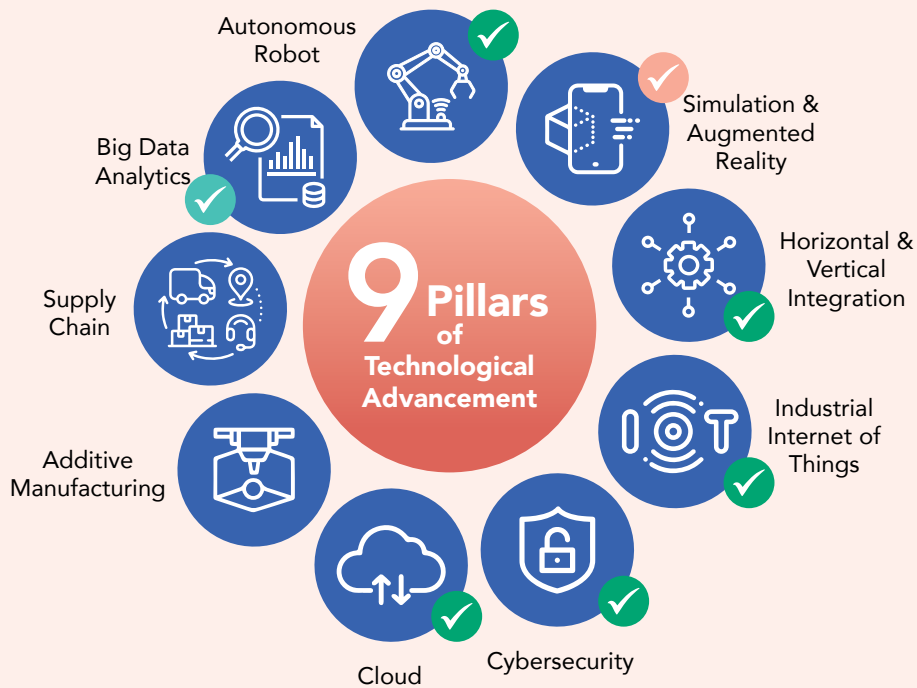 9 Pillars
of
Technological
Advancement
Autonomous
Robot
Simulation &
Augmented
Reality
Horizontal &
Vertical
Integration
Industrial
Internet of
Things
IOT
Cybersecurity
Cloud
Additive
Manufacturing
Supply
Chain
Big Data
Analytics